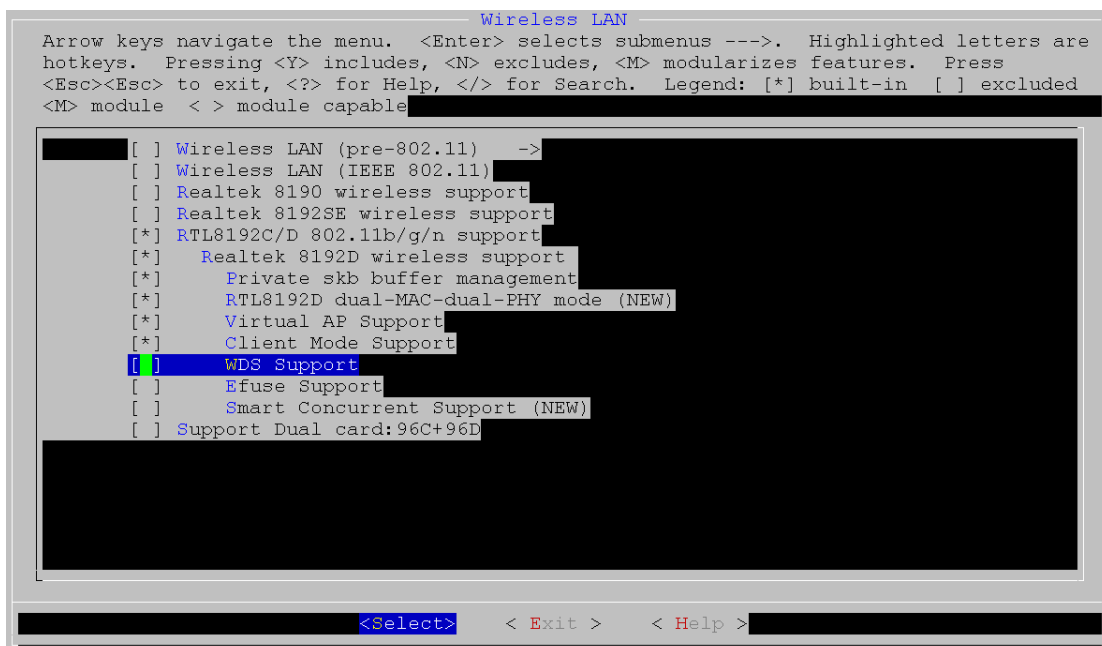 Wireless LAN
Arrow keys navigate the menu.  <Enter> selects submenus --->.  Highlighted letters are
hotkeys.  Pressing <Y> includes, <N> excludes, <M> modularizes features.  Press
<Esc><Esc> to exit, <?> for Help, </> for Search.  Legend: [*] built-in  [ ] excluded
<M> module  < > module capable
[ ] Wireless LAN (pre-802.11)   ->
[ ] Wireless LAN (IEEE 802.11)
[ ] Realtek 8190 wireless support
[ ] Realtek 8192SE wireless support
[*] RTL8192C/D 802.11b/g/n support
[*]   Realtek 8192D wireless support
[*]     Private skb buffer management
[*]     RTL8192D dual-MAC-dual-PHY mode (NEW)
[*]     Virtual AP Support
[*]     Client Mode Support
[ ]     WDS Support
[ ]     Efuse Support
[ ]     Smart Concurrent Support (NEW)
[ ] Support Dual card:96C+96D
<Select>    < Exit >    < Help >